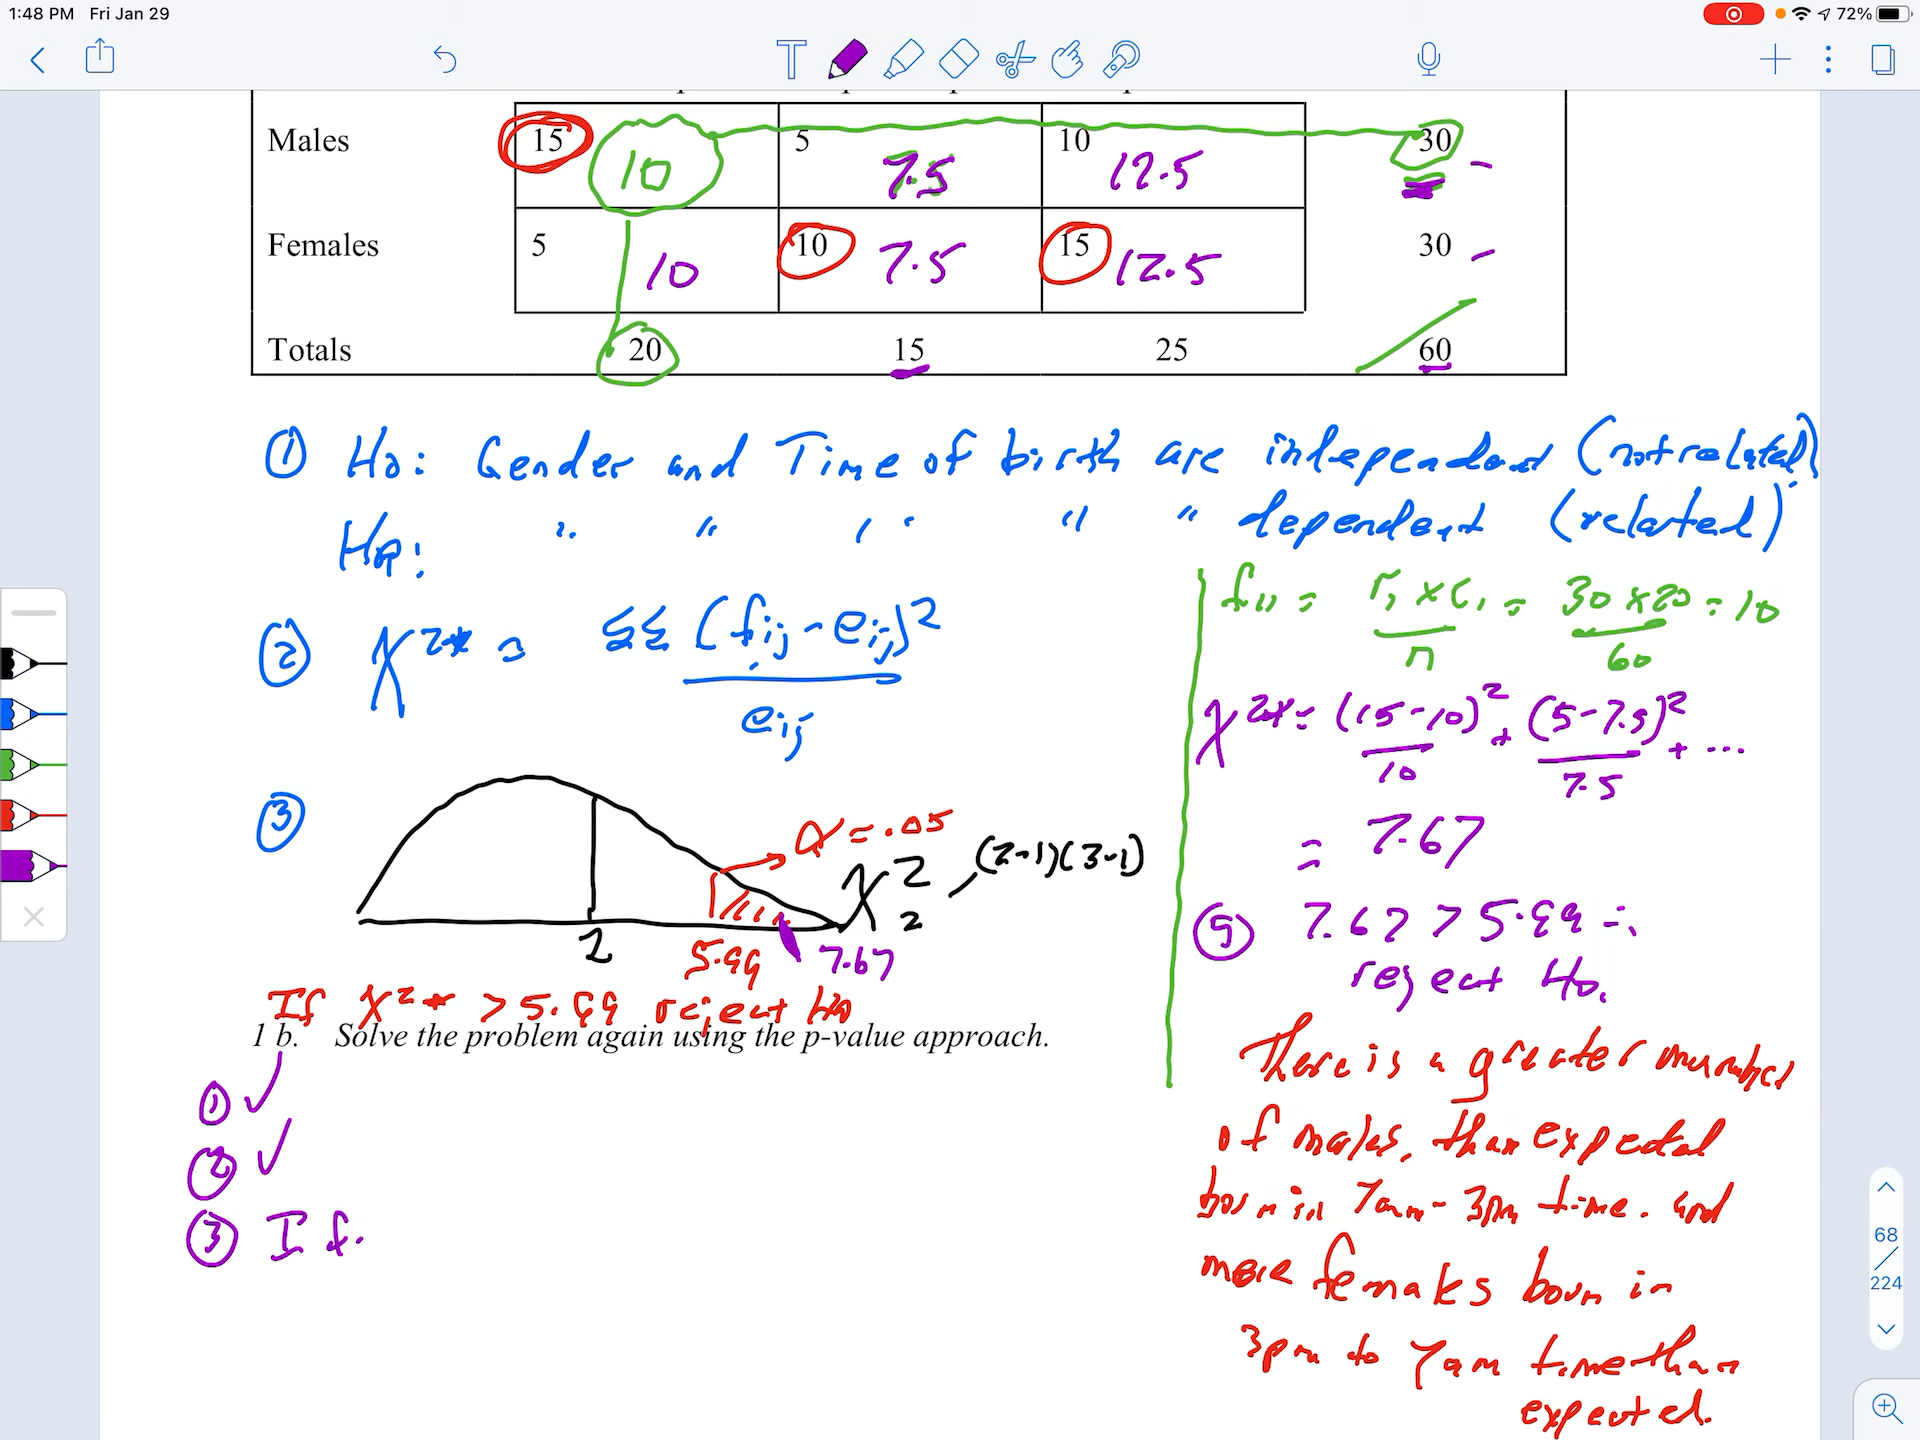 1:48 PM Fri Jan 29
72%
T
Males 15 10 5 7.5 10 12.5 30
Females 5 10 10 7.5 15 12.5 30
Totals 20 15 25 60
① Ho: Gender and Time of birth are independent (not related)
Ha: " " " " " dependent (related)
f11 = r1 x c1 / n = 30 x 20 / 60 = 10
② χ2* = ΣΣ (fij - eij)2 / eij
χ2* = (15-10)2 / 10 + (5-7.5)2 / 7.5 + ...
= 7.67
③ α = .05
χ2 2 (2-1)(3-1)
2 5.99 7.67
If χ2* > 5.99 reject Ho
7.67 > 5.99 ∴
reject Ho.
1 b. Solve the problem again using the p-value approach.
① ✓
② ✓
③ If.
There is a greater number
of males, than expected
born in 7am - 3pm time. and
more females born in
3pm to 7am time than
expected.
68
224